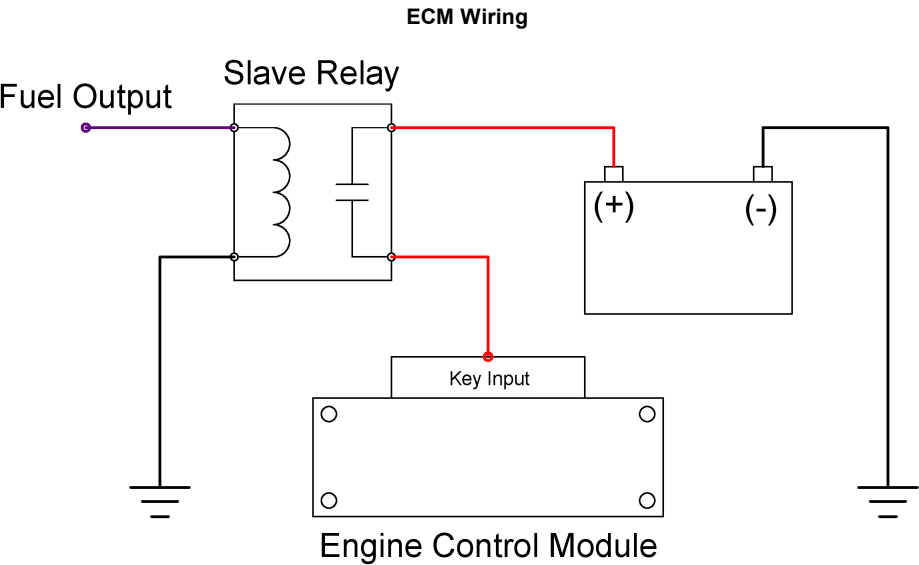 ECM Wiring
Slave Relay
Fuel Output
(+)
(-)
Key Input
Engine Control Module